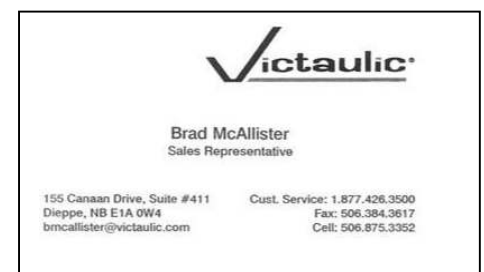 Victaulic®
Brad McAllister
Sales Representative
155 Canaan Drive, Suite #411
Dieppe, NB E1A 0W4
bmcallister@victaulic.com
Cust. Service: 1.877.426.3500
Fax: 506.384.3617
Cell: 506.875.3352